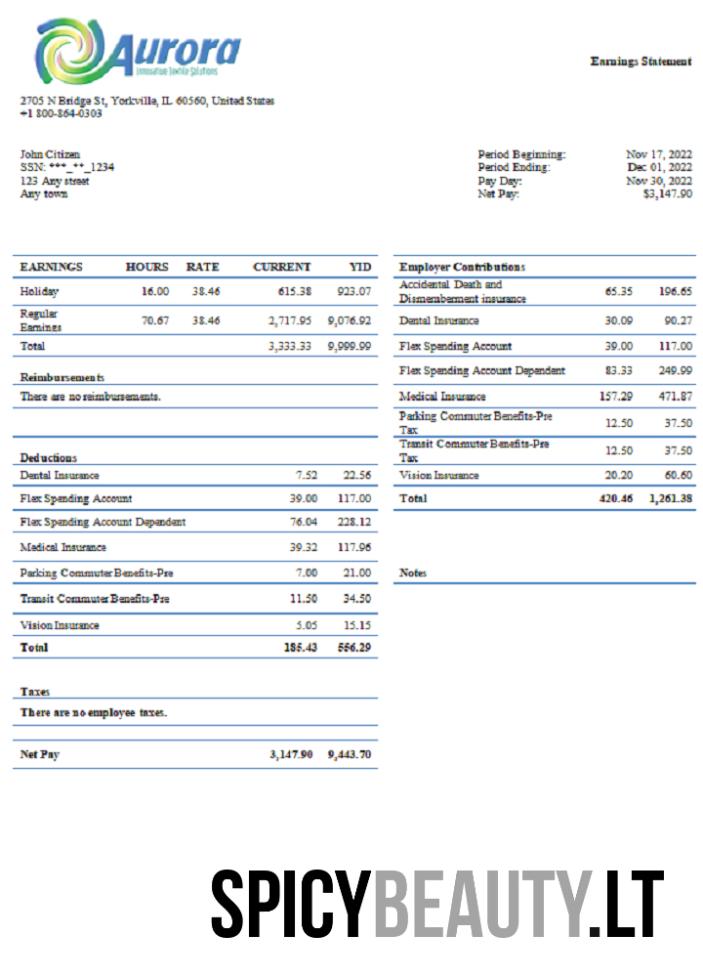 Aurora
Innovative Textile Solutions
Earnings Statement
2705 N Bridge St, Yorkville, IL 60560, United States
+1 800-864-0303
John Citizen
SSN: ***_**_1234
123 Any street
Any town
Period Beginning: Nov 17, 2022
Period Ending: Dec 01, 2022
Pay Day: Nov 30, 2022
Net Pay: $3,147.90
EARNINGS HOURS RATE CURRENT YTD
Holiday 16.00 38.46 615.38 923.07
Regular
Earnings 70.67 38.46 2,717.95 9,076.92
Total 3,333.33 9,999.99
Reimbursements
There are no reimbursements.
Deductions
Dental Insurance 7.52 22.56
Flex Spending Account 39.00 117.00
Flex Spending Account Dependent 76.04 228.12
Medical Insurance 39.32 117.96
Parking Commuter Benefits-Pre 7.00 21.00
Transit Commuter Benefits-Pre 11.50 34.50
Vision Insurance 5.05 15.15
Total 185.43 556.29
Taxes
There are no employee taxes.
Net Pay 3,147.90 9,443.70
Employer Contributions
Accidental Death and
Dismemberment insurance 65.35 196.65
Dental Insurance 30.09 90.27
Flex Spending Account 39.00 117.00
Flex Spending Account Dependent 83.33 249.99
Medical Insurance 157.29 471.87
Parking Commuter Benefits-Pre
Tax 12.50 37.50
Transit Commuter Benefits-Pre
Tax 12.50 37.50
Vision Insurance 20.20 60.60
Total 420.46 1,261.38
Notes
SPICYBEAUTY.LT